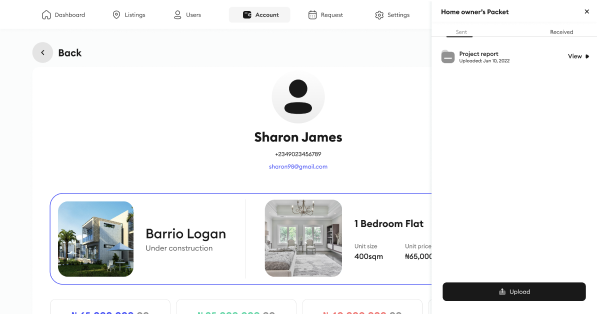 Dashboard
Listings
Users
Account
Request
Settings
Home owner's Packet
Sent
Received
Project report
Uploaded: Jan 10, 2022
View
Upload
Back
Sharon James
+2349023456789
sharon98@gmail.com
Barrio Logan
Under construction
1 Bedroom Flat
Unit size
Unit price
400sqm
₦65,000